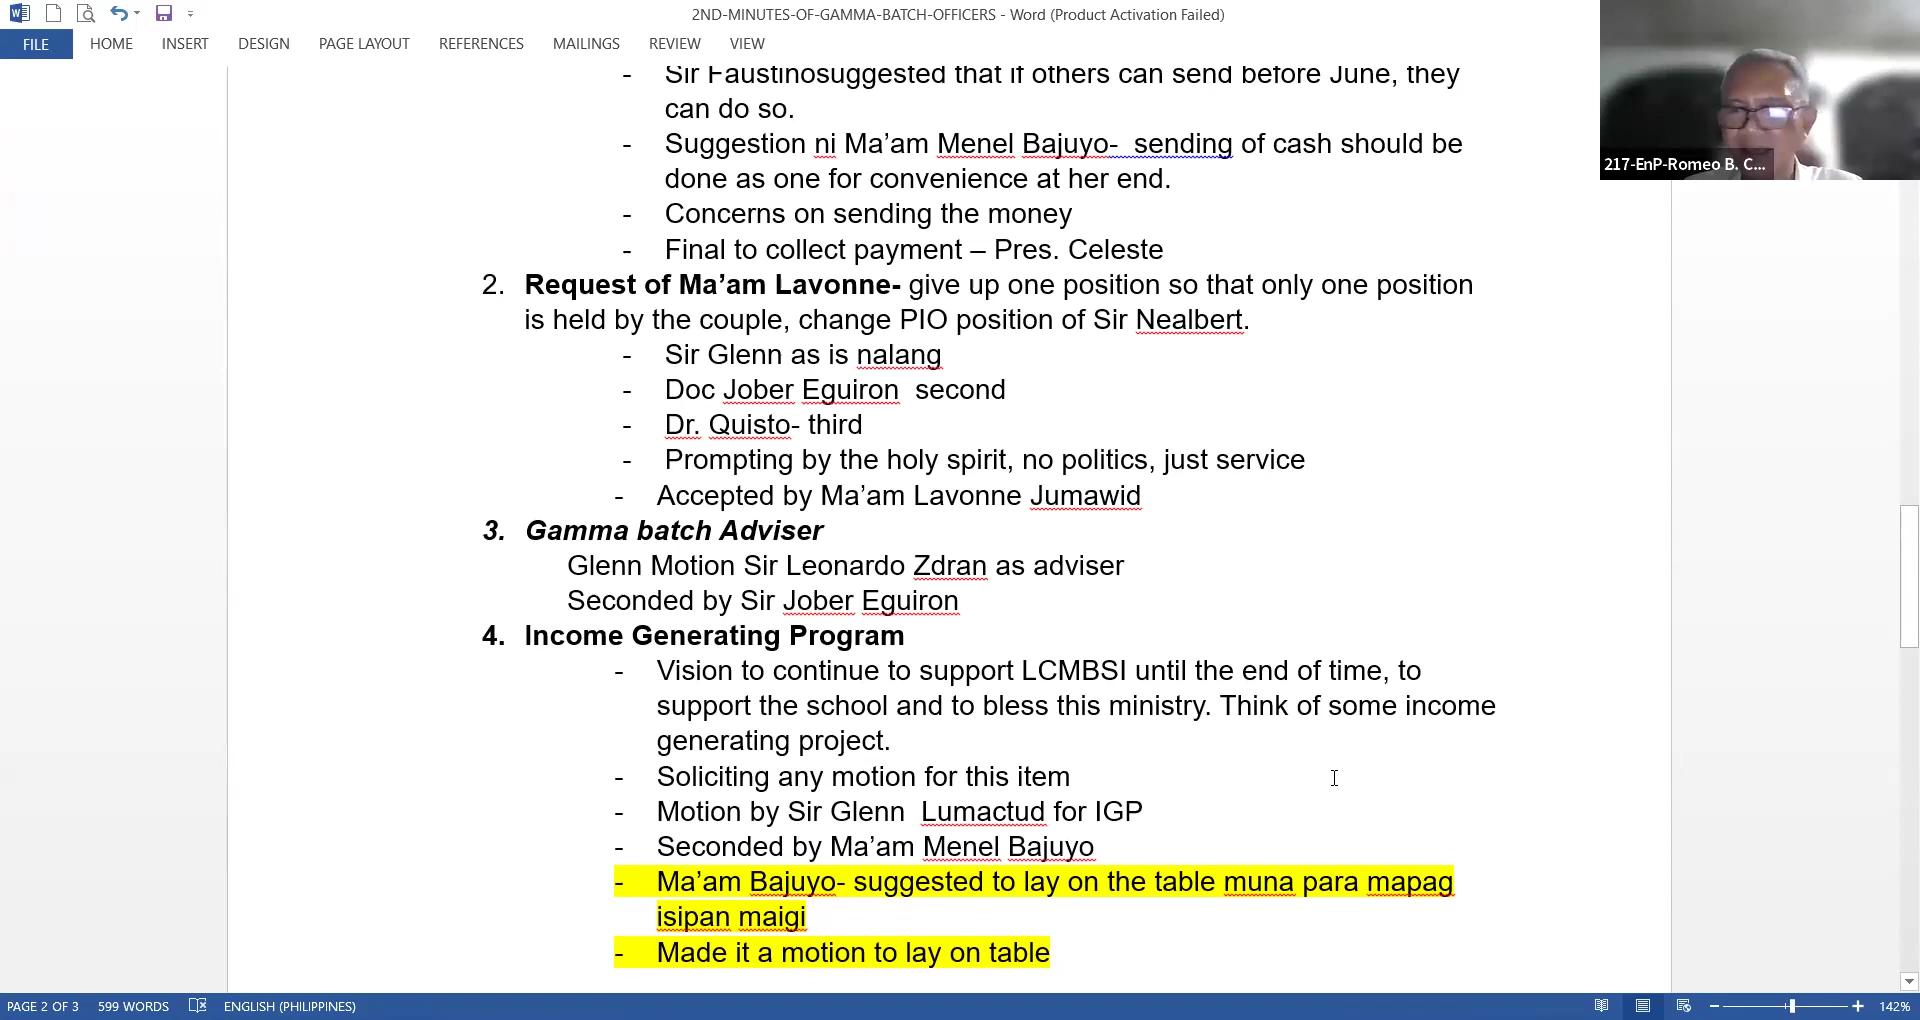 2ND-MINUTES-OF-GAMMA-BATCH-OFFICERS - Word (Product Activation Failed)
FILE HOME INSERT DESIGN PAGE LAYOUT REFERENCES MAILINGS REVIEW VIEW
- Sir Faustinosuggested that if others can send before June, they
can do so.
- Suggestion ni Ma’am Menel Bajuyo-  sending of cash should be
done as one for convenience at her end.
- Concerns on sending the money
- Final to collect payment – Pres. Celeste
2. Request of Ma’am Lavonne- give up one position so that only one position
is held by the couple, change PIO position of Sir Nealbert.
- Sir Glenn as is nalang
- Doc Jober Eguiron  second
- Dr. Quisto- third
- Prompting by the holy spirit, no politics, just service
- Accepted by Ma’am Lavonne Jumawid
3. Gamma batch Adviser
Glenn Motion Sir Leonardo Zdran as adviser
Seconded by Sir Jober Eguiron
4. Income Generating Program
- Vision to continue to support LCMBSI until the end of time, to
support the school and to bless this ministry. Think of some income
generating project.
- Soliciting any motion for this item
- Motion by Sir Glenn  Lumactud for IGP
- Seconded by Ma’am Menel Bajuyo
- Ma’am Bajuyo- suggested to lay on the table muna para mapag
isipan maigi
- Made it a motion to lay on table
217-EnP-Romeo B. C...
PAGE 2 OF 3 599 WORDS ENGLISH (PHILIPPINES) 142%